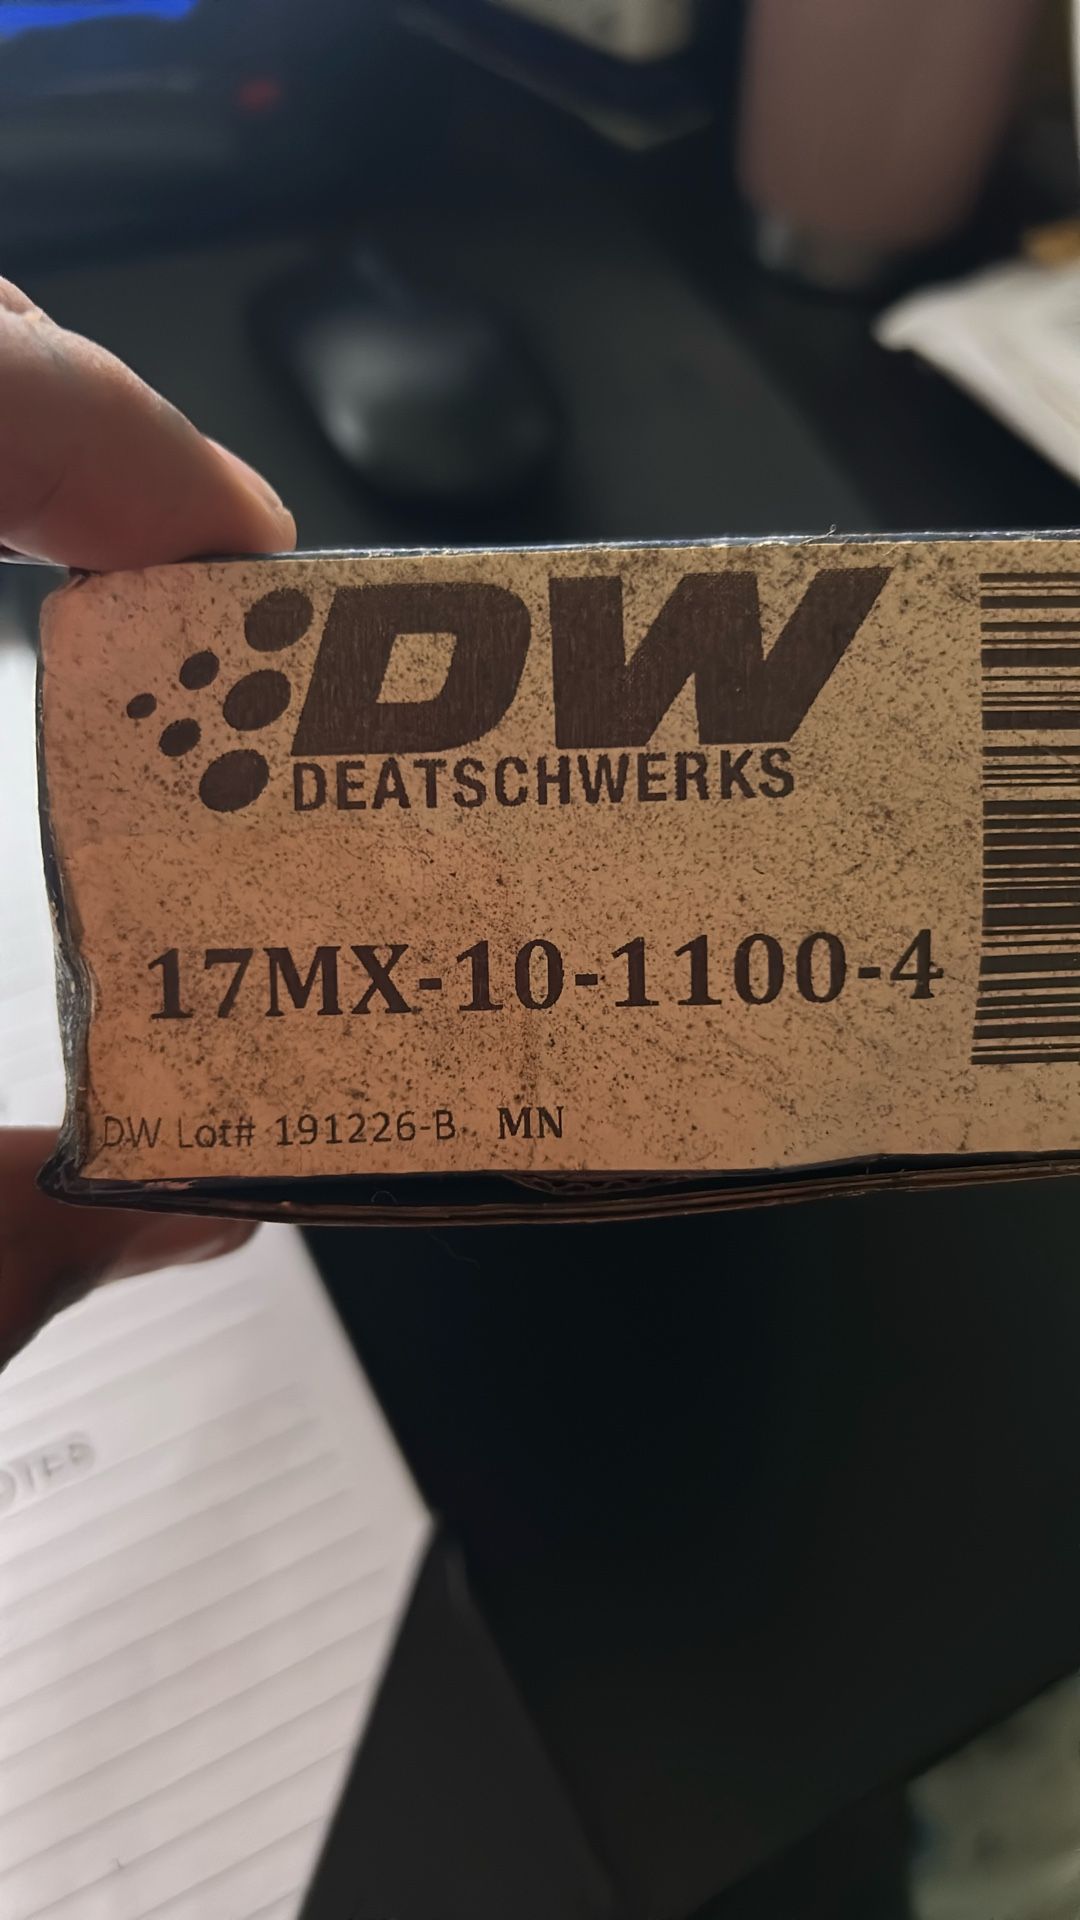 DW
DEATSCHWERKS
17MX-10-1100-4
DW Lot# 191226-B MN